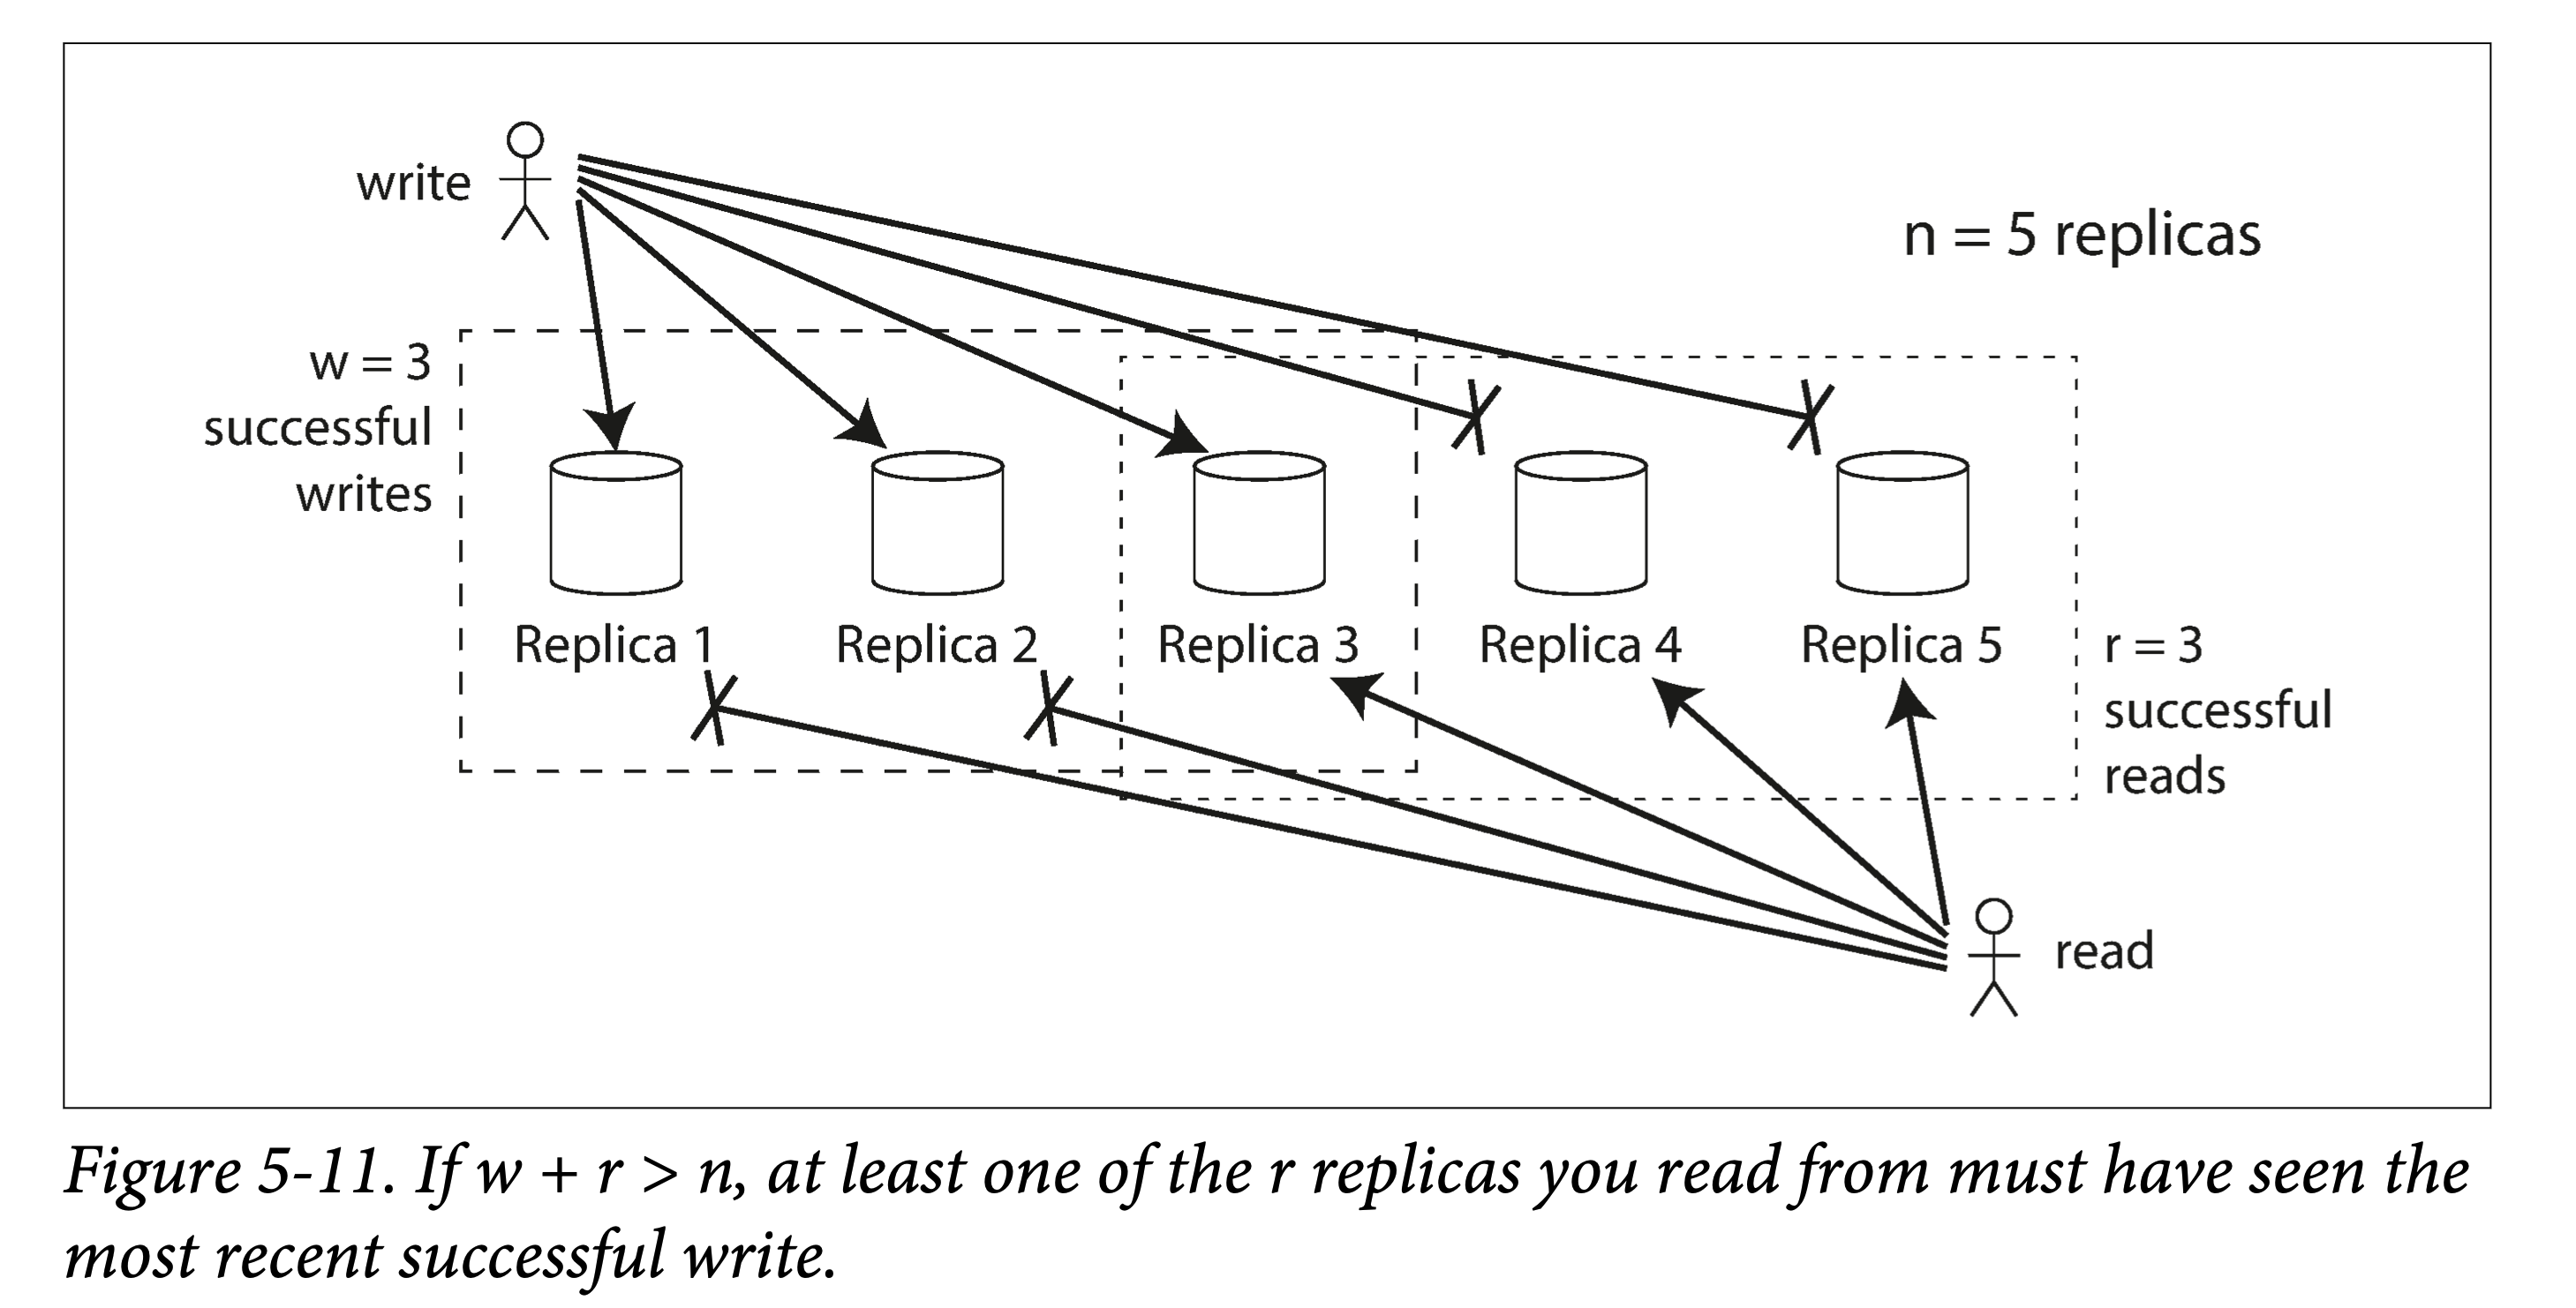 write
n = 5 replicas
w = 3
successful
writes
Replica 1
Replica 2
Replica 3
Replica 4
Replica 5
r = 3
successful
reads
read
Figure 5-11. If w + r > n, at least one of the r replicas you read from must have seen the
most recent successful write.